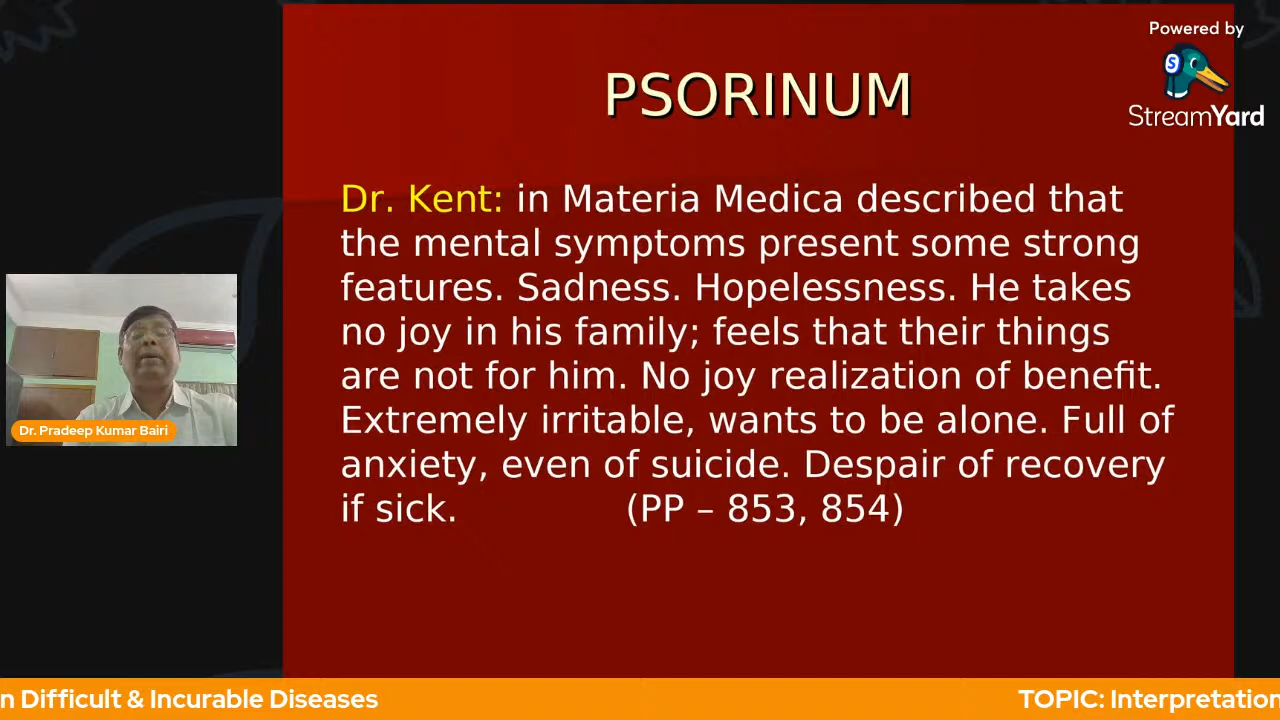 Powered by
StreamYard
PSORINUM
Dr. Kent: in Materia Medica described that
the mental symptoms present some strong
features. Sadness. Hopelessness. He takes
no joy in his family; feels that their things
are not for him. No joy realization of benefit.
Extremely irritable, wants to be alone. Full of
anxiety, even of suicide. Despair of recovery
if sick. (PP – 853, 854)
Dr. Pradeep Kumar Bairi
n Difficult & Incurable Diseases
TOPIC: Interpretation